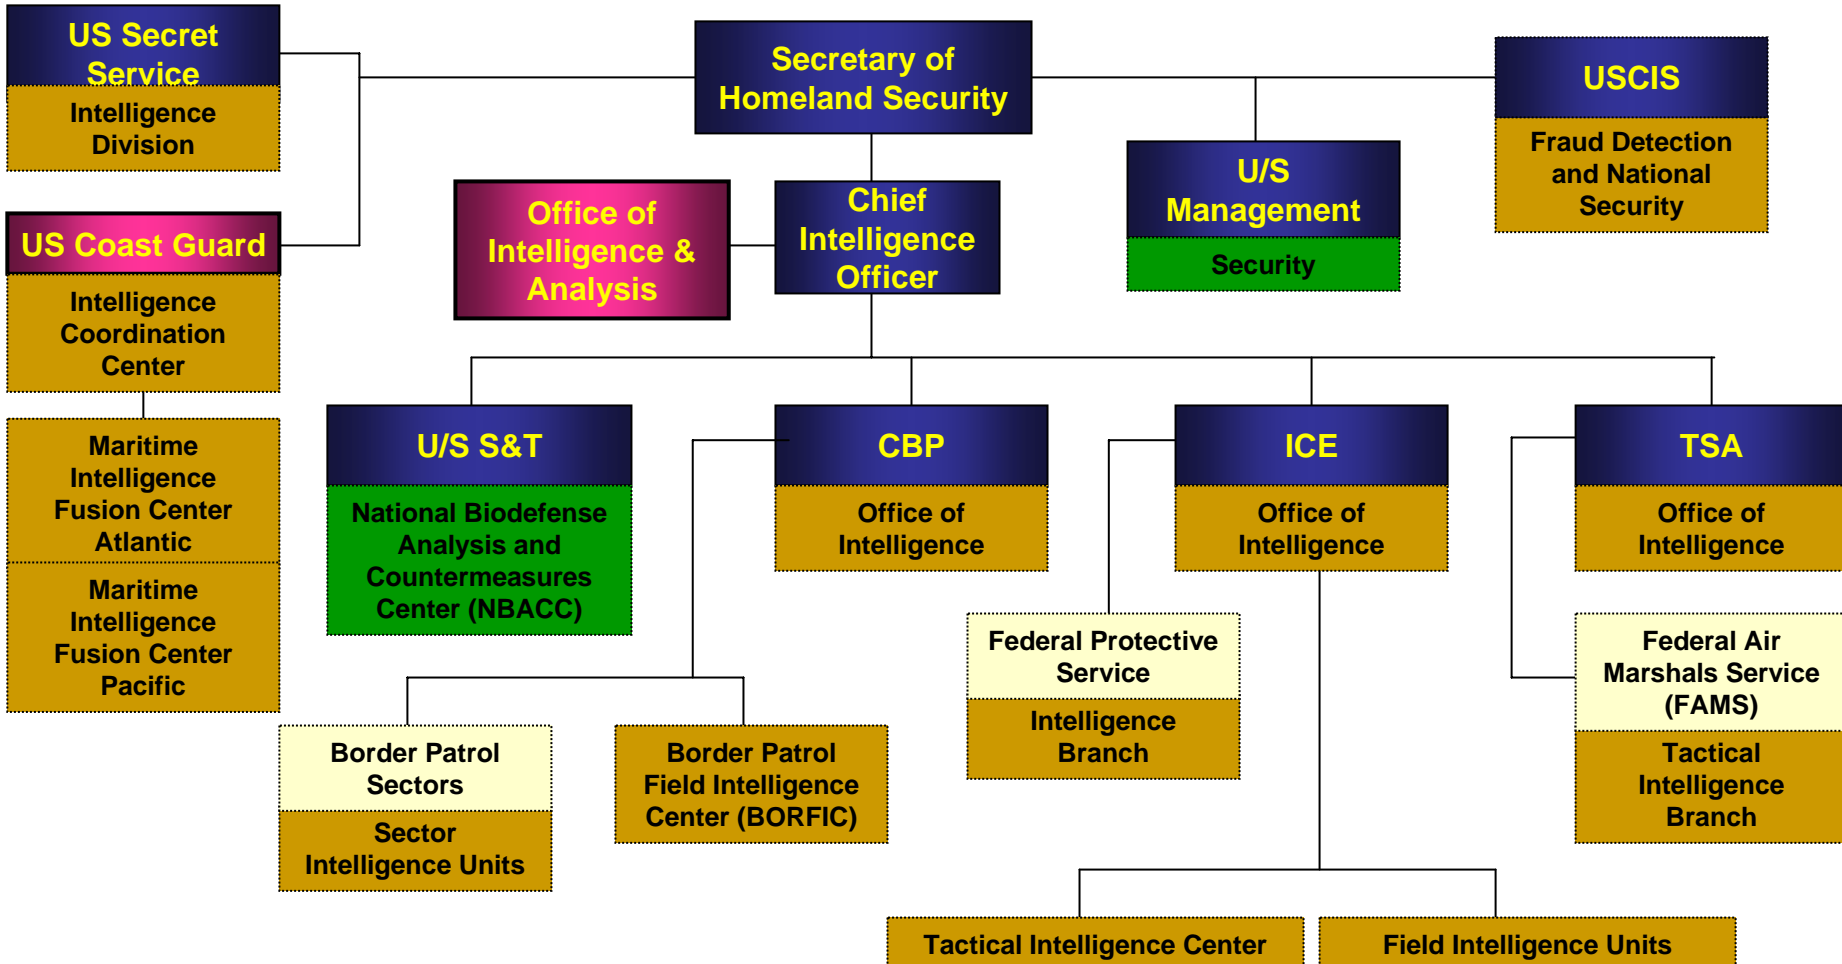 US Secret
Service
Intelligence
Division
Secretary of
Homeland Security
USCIS
Fraud Detection
and National
Security
U/S
Management
Security
US Coast Guard
Intelligence
Coordination
Center
Maritime
Intelligence
Fusion Center
Atlantic
Maritime
Intelligence
Fusion Center
Pacific
Office of
Intelligence &
Analysis
Chief
Intelligence
Officer
U/S S&T
National Biodefense
Analysis and
Countermeasures
Center (NBACC)
CBP
Office of
Intelligence
ICE
Office of
Intelligence
TSA
Office of
Intelligence
Border Patrol
Sectors
Sector
Intelligence Units
Border Patrol
Field Intelligence
Center (BORFIC)
Federal Protective
Service
Intelligence
Branch
Federal Air
Marshals Service
(FAMS)
Tactical
Intelligence
Branch
Tactical Intelligence Center
Field Intelligence Units